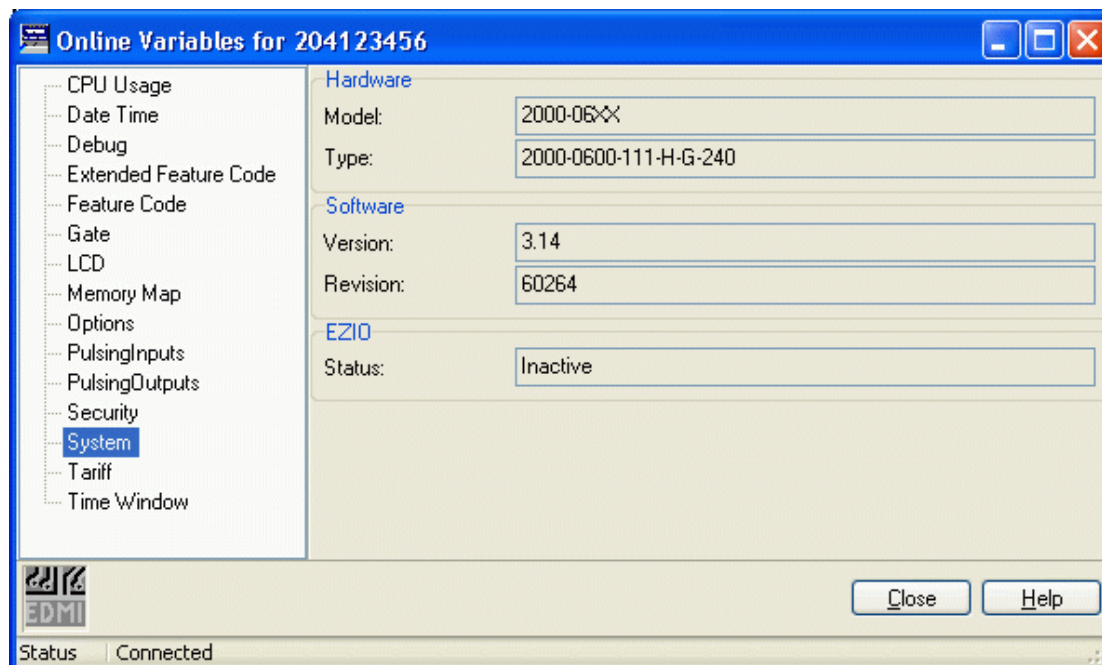 Online Variables for 204123456
CPU Usage
Date Time
Debug
Extended Feature Code
Feature Code
Gate
LCD
Memory Map
Options
PulsingInputs
PulsingOutputs
Security
System
Tariff
Time Window
Hardware
Model: 2000-06XX
Type: 2000-0600-111-H-G-240
Software
Version: 3.14
Revision: 60264
EZIO
Status: Inactive
EDMI
Close Help
Status Connected